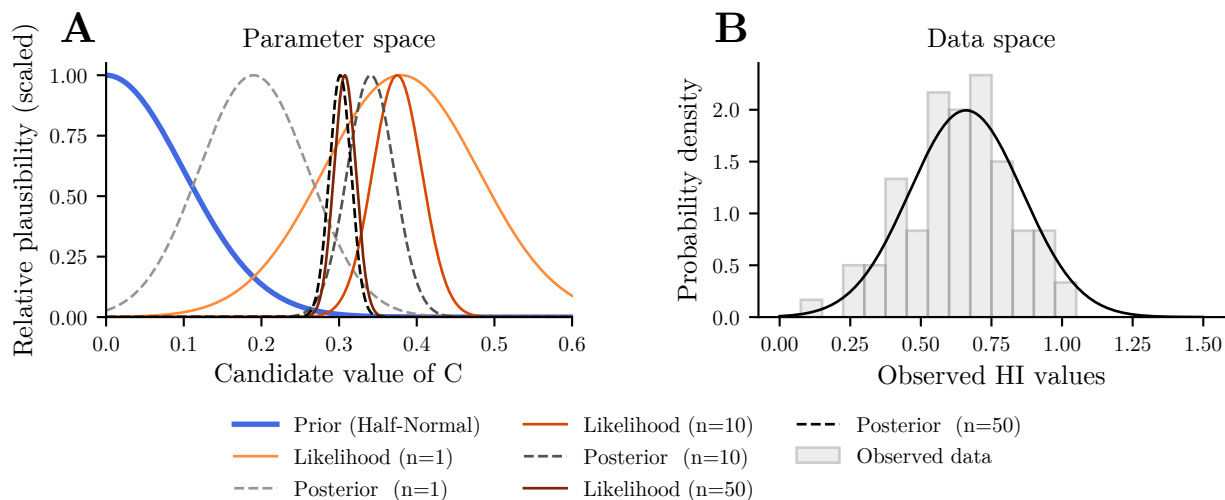 A
Parameter space
Relative plausibility (scaled)
1.00
0.75
0.50
0.25
0.00
0.0 0.1 0.2 0.3 0.4 0.5 0.6
Candidate value of C
B
Data space
Probability density
2.0
1.5
1.0
0.5
0.0
0.00 0.25 0.50 0.75 1.00 1.25 1.50
Observed HI values
Prior (Half-Normal)
Likelihood (n=1)
Posterior (n=1)
Likelihood (n=10)
Posterior (n=10)
Likelihood (n=50)
Posterior (n=50)
Observed data